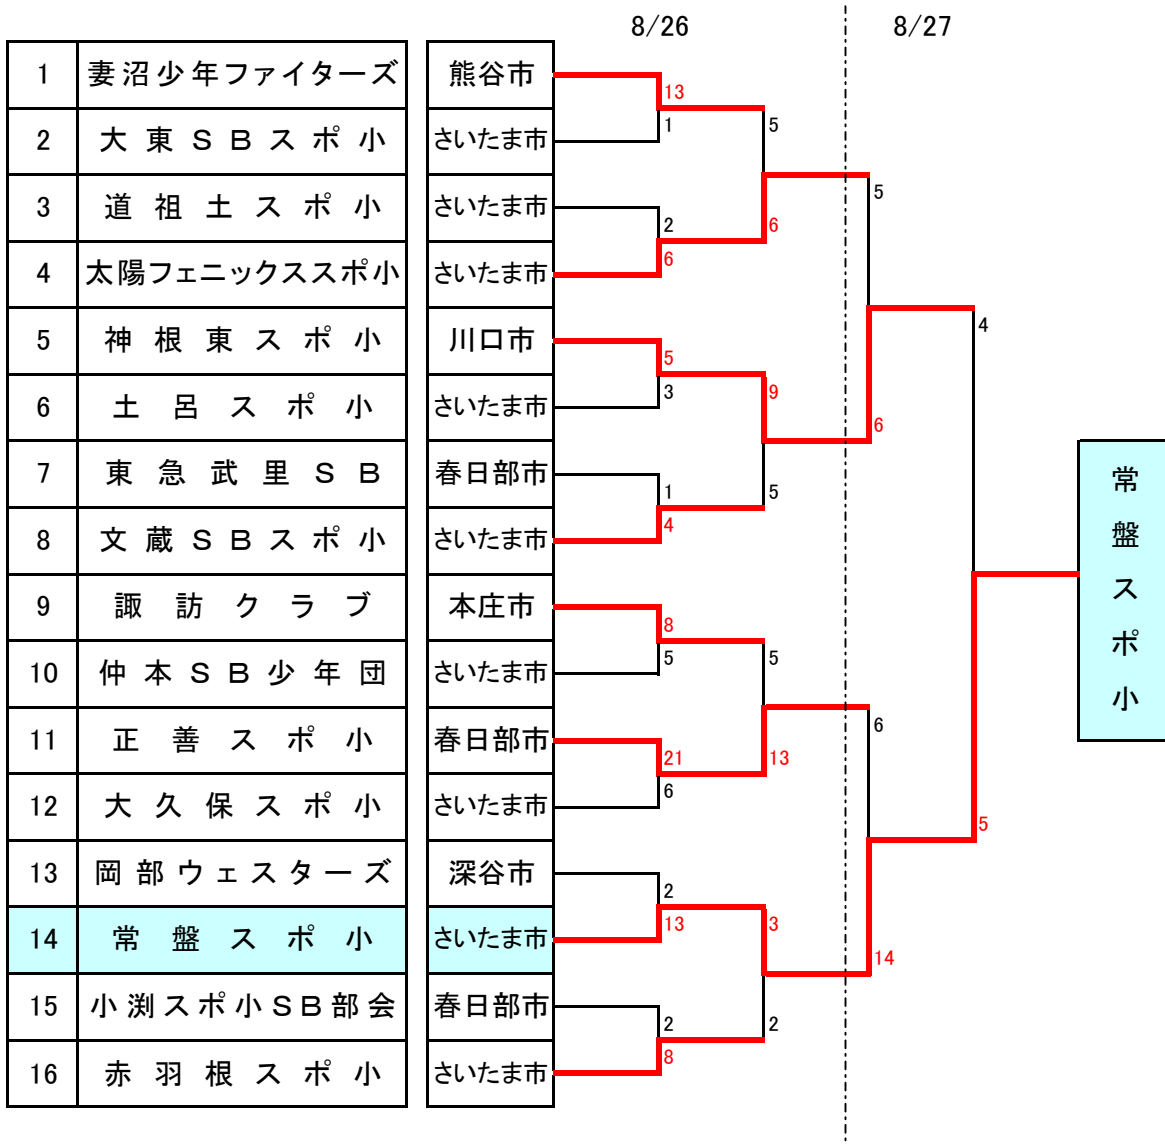 8/26 8/27
1 妻沼少年ファイターズ 熊谷市
13
1 5
2 大東ＳＢスポ小 さいたま市
3 道祖土スポ小 さいたま市
5
2 6
4 太陽フェニックススポ小 さいたま市
6
5 神根東スポ小 川口市
4
5
3 9
6 土呂スポ小 さいたま市
6
7 東急武里ＳＢ 春日部市
1 5
4
8 文蔵ＳＢスポ小 さいたま市
常盤スポ小
9 諏訪クラブ 本庄市
8
5 5
10 仲本ＳＢ少年団 さいたま市
11 正善スポ小 春日部市
6
21 13
6
12 大久保スポ小 さいたま市
5
13 岡部ウェスターズ 深谷市
2
13 3
14 常盤スポ小 さいたま市
14
15 小渕スポ小ＳＢ部会 春日部市
2 2
8
16 赤羽根スポ小 さいたま市